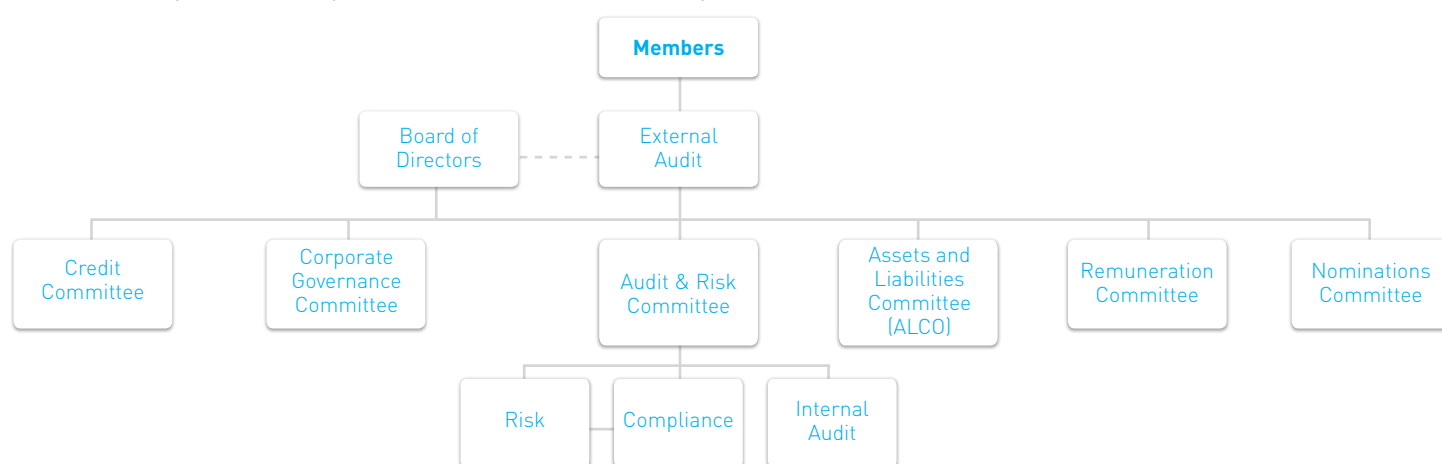 Members
Board of
Directors
External
Audit
Credit
Committee
Corporate
Governance
Committee
Audit & Risk
Committee
Assets and
Liabilities
Committee
(ALCO)
Remuneration
Committee
Nominations
Committee
Risk
Compliance
Internal
Audit